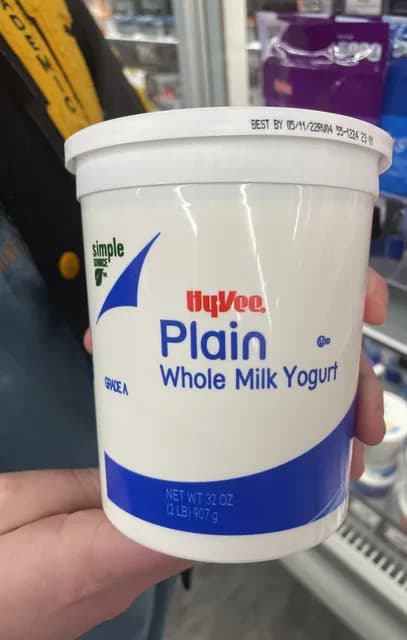 BEST BY 05/11/22
simple
SOURCE
HyVee.
Plain
Whole Milk Yogurt
GRADE A
NET WT 32 OZ
(2 LB) 907 g